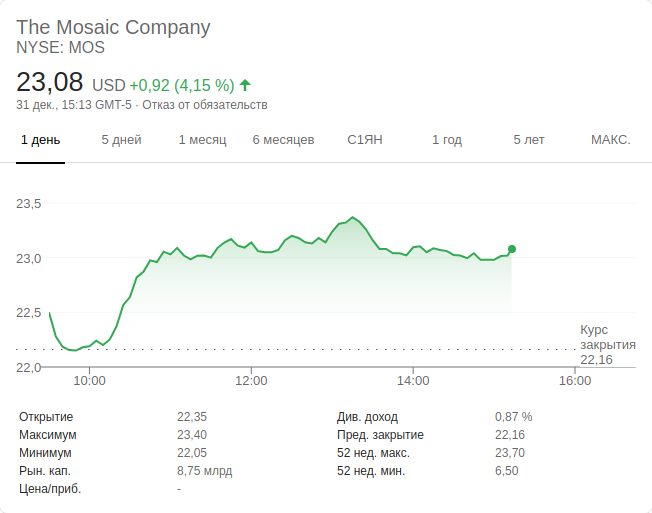 The Mosaic Company
NYSE: MOS
23,08 USD +0,92 (4,15 %)
31 дек., 15:13 GMT-5 · Отказ от обязательств
1 день 5 дней 1 месяц 6 месяцев С1ЯН 1 год 5 лет МАКС.
23,5
23,0
22,5
22,0
Курс
закрытия
22,16
10:00 12:00 14:00 16:00
Открытие 22,35 Див. доход 0,87 %
Максимум 23,40 Пред. закрытие 22,16
Минимум 22,05 52 нед. макс. 23,70
Рын. кап. 8,75 млрд 52 нед. мин. 6,50
Цена/приб. -